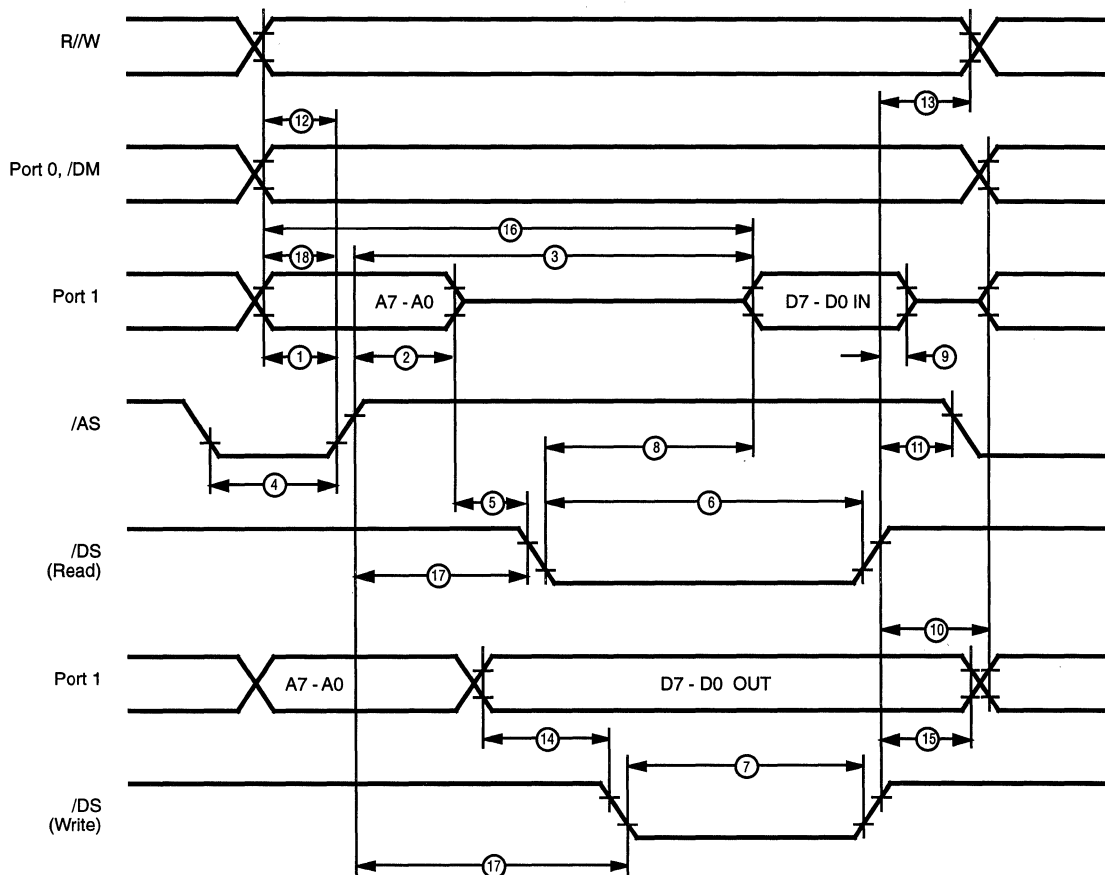 R//W
13
12
Port 0, /DM
16
18
3
Port 1
A7 - A0
D7 - D0 IN
1
2
9
/AS
8
11
4
5
6
/DS
(Read)
17
10
Port 1
A7 - A0
D7 - D0 OUT
14
15
7
/DS
(Write)
17